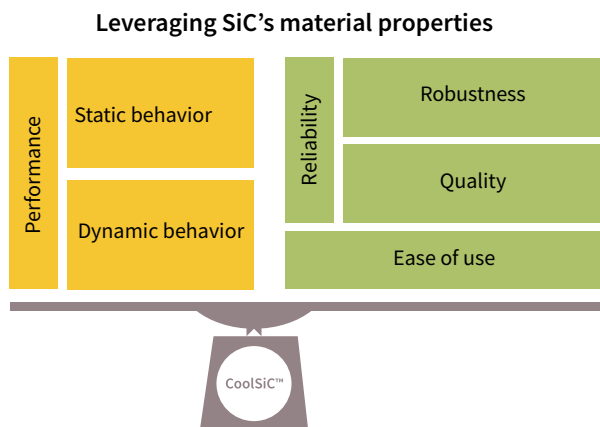 Leveraging SiC’s material properties
Performance
Static behavior
Dynamic behavior
Reliability
Robustness
Quality
Ease of use
CoolSiC™